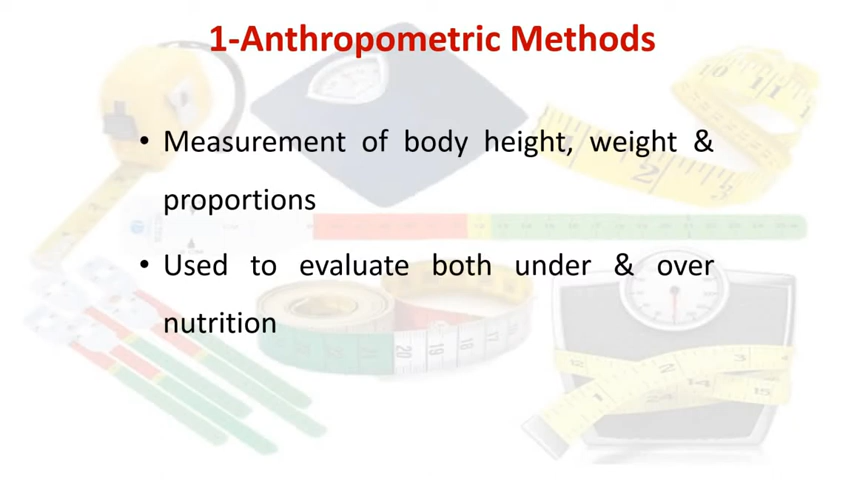 1-Anthropometric Methods
• Measurement of body height, weight &
proportions
• Used to evaluate both under & over
nutrition